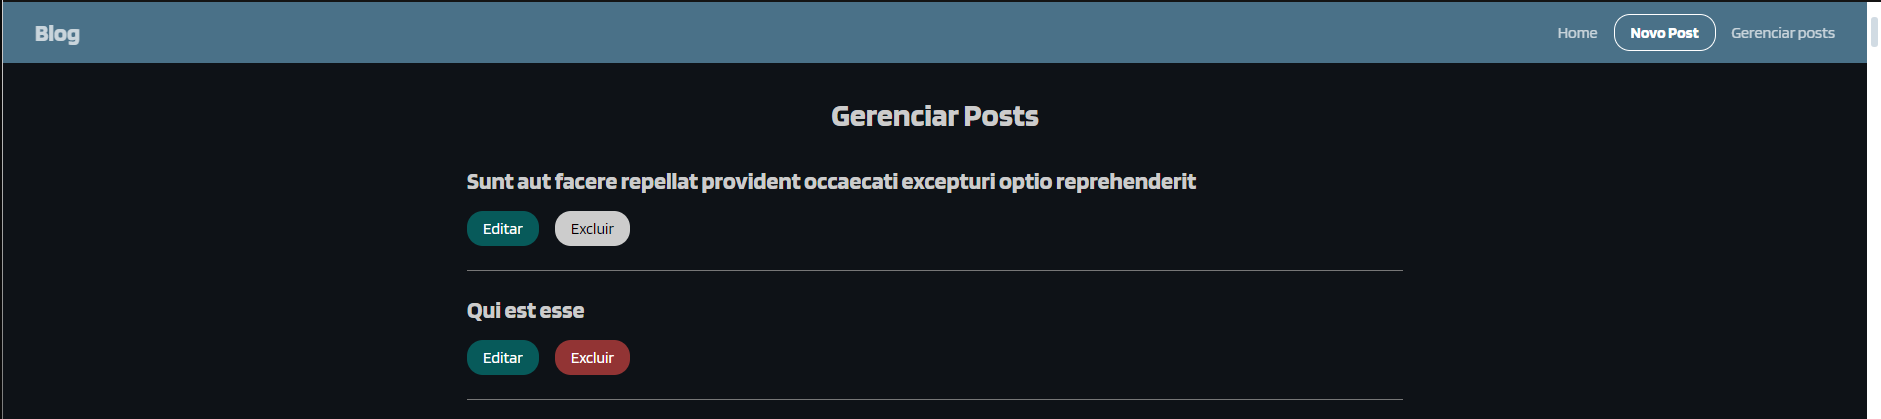 Blog
Home Novo Post Gerenciar posts
Gerenciar Posts
Sunt aut facere repellat provident occaecati excepturi optio reprehenderit
Editar Excluir
Qui est esse
Editar Excluir